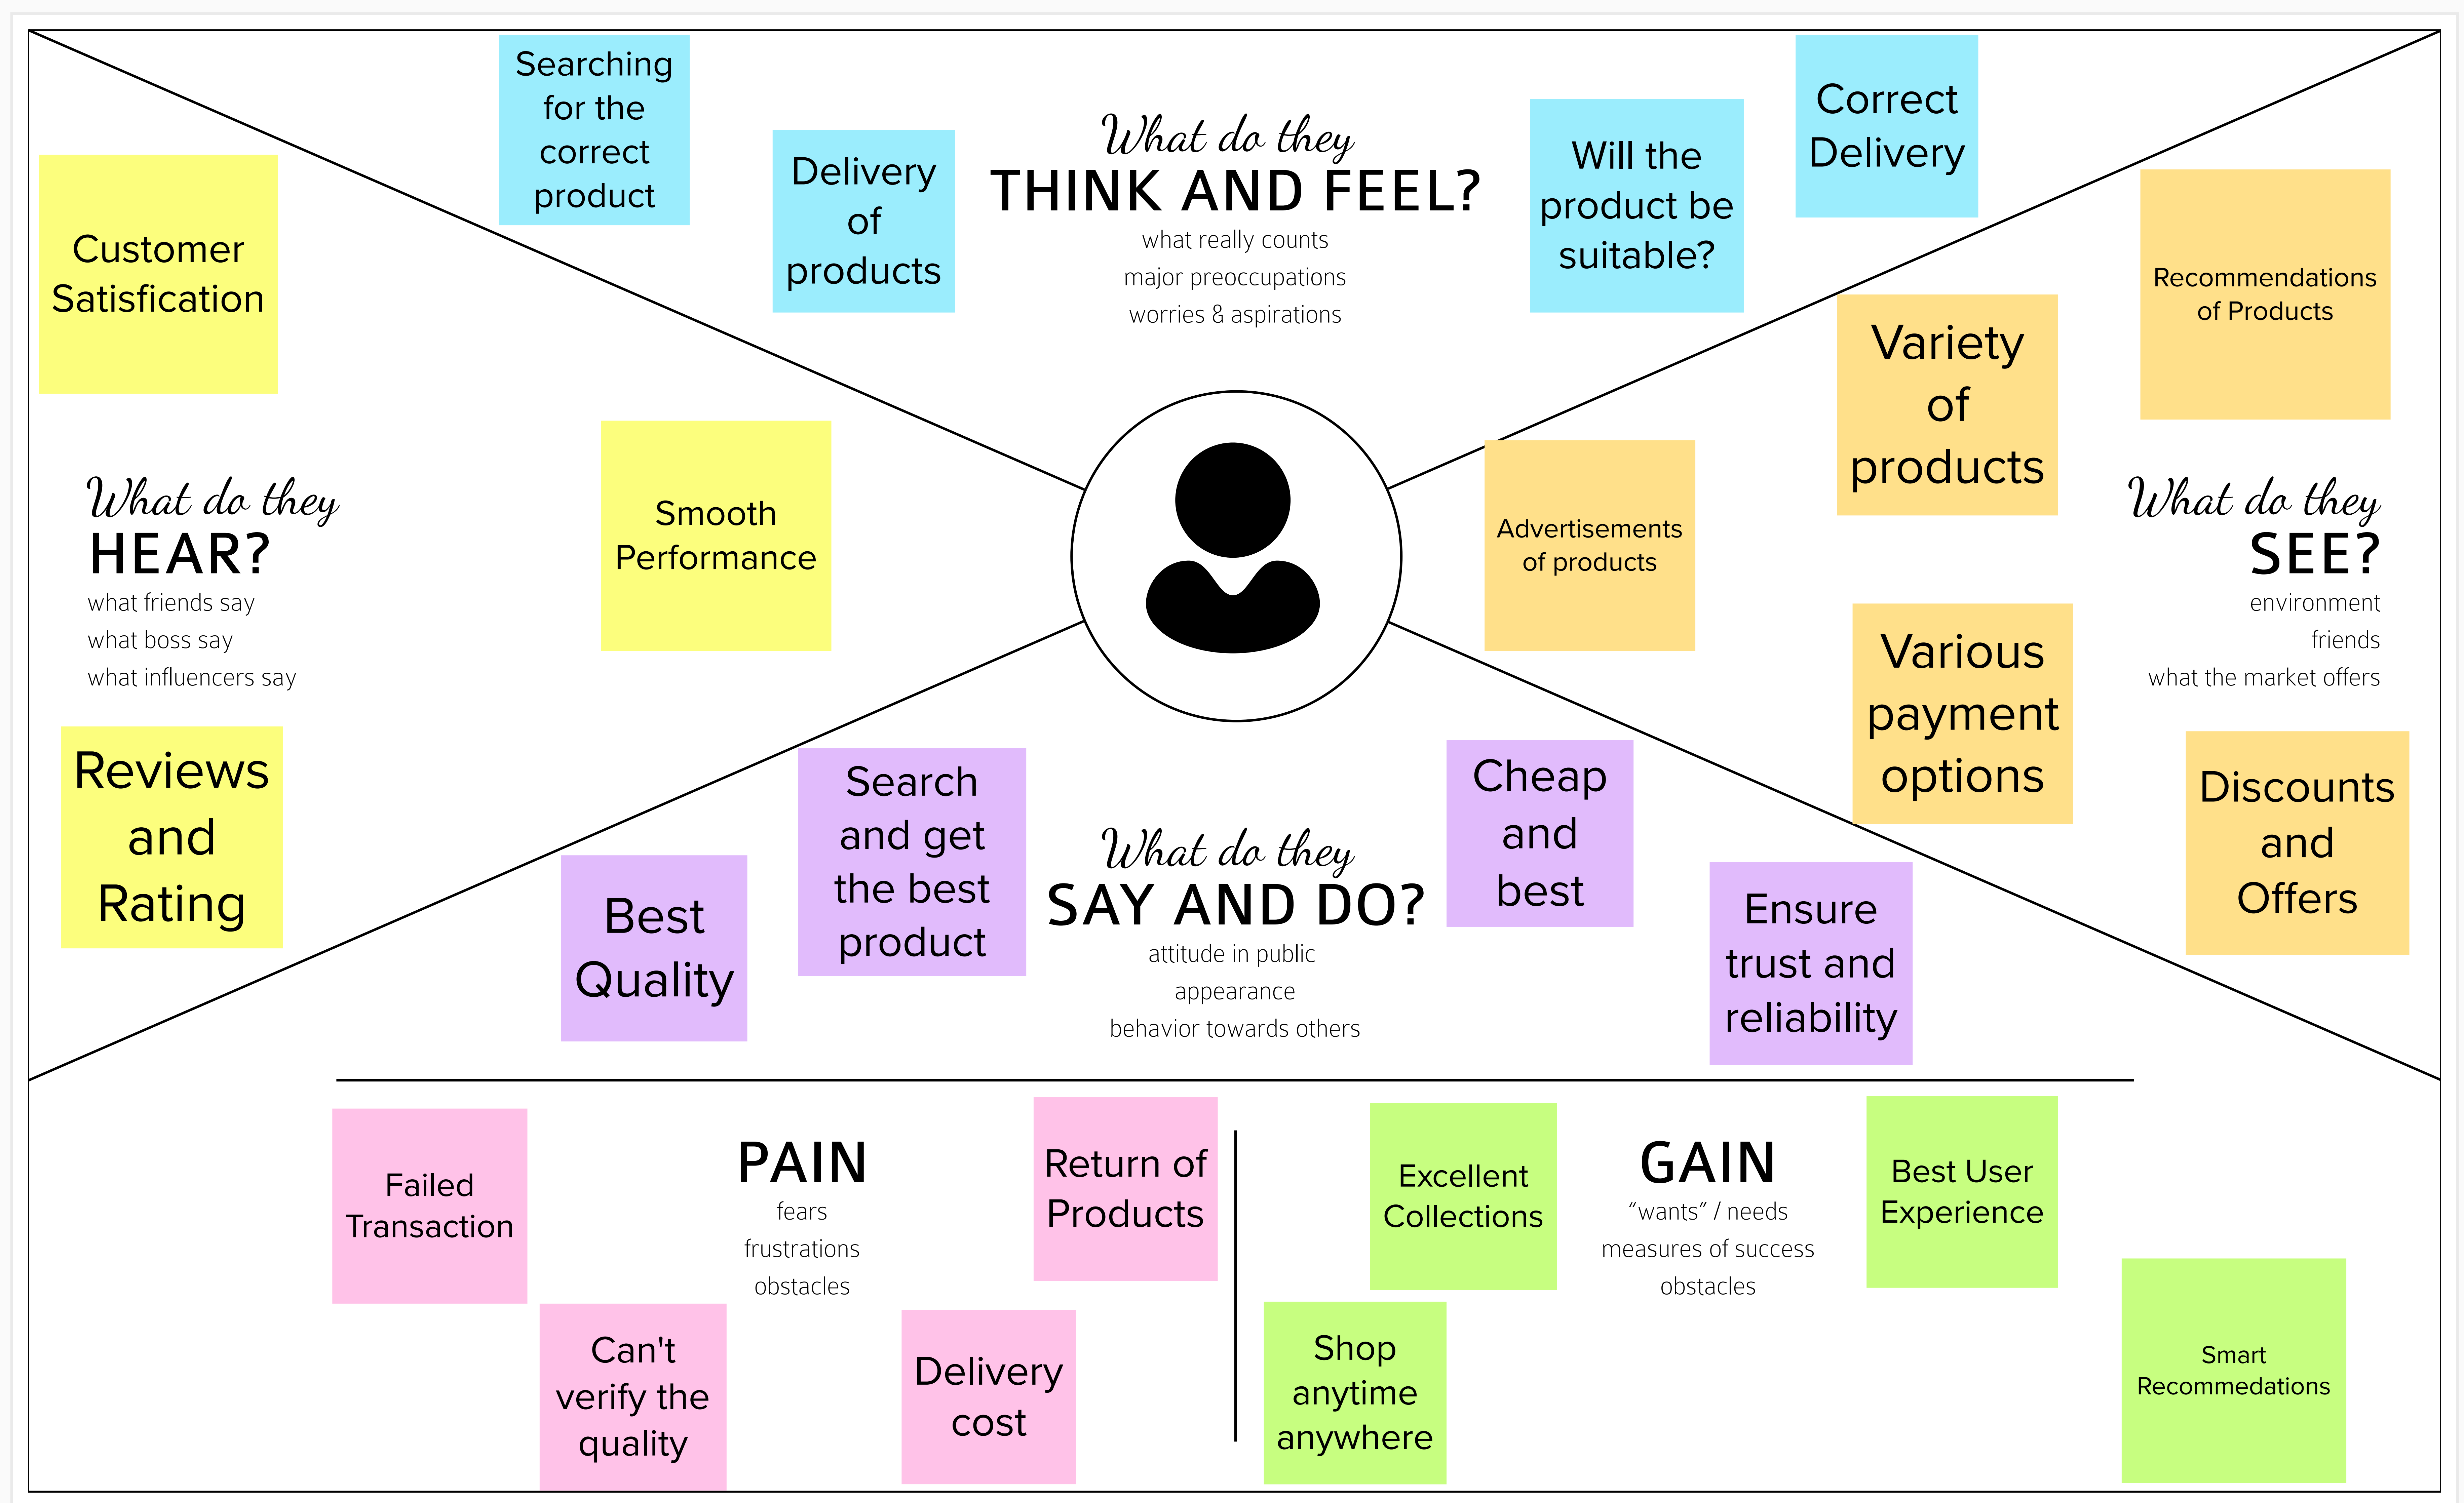 Searching
for the
correct
product
Delivery
of
products
What do they
THINK AND FEEL?
what really counts
major preoccupations
worries & aspirations
Will the
product be
suitable?
Correct
Delivery
Customer
Satisfication
Smooth
Performance
What do they
HEAR?
what friends say
what boss say
what influencers say
Reviews
and
Rating
Advertisements
of products
Variety
of
products
Recommendations
of Products
What do they
SEE?
environment
friends
what the market offers
Various
payment
options
Discounts
and
Offers
Best
Quality
Search
and get
the best
product
What do they
SAY AND DO?
attitude in public
appearance
behavior towards others
Cheap
and
best
Ensure
trust and
reliability
Failed
Transaction
PAIN
fears
frustrations
obstacles
Return of
Products
Can't
verify the
quality
Delivery
cost
Excellent
Collections
GAIN
“wants” / needs
measures of success
obstacles
Best User
Experience
Shop
anytime
anywhere
Smart
Recommedations